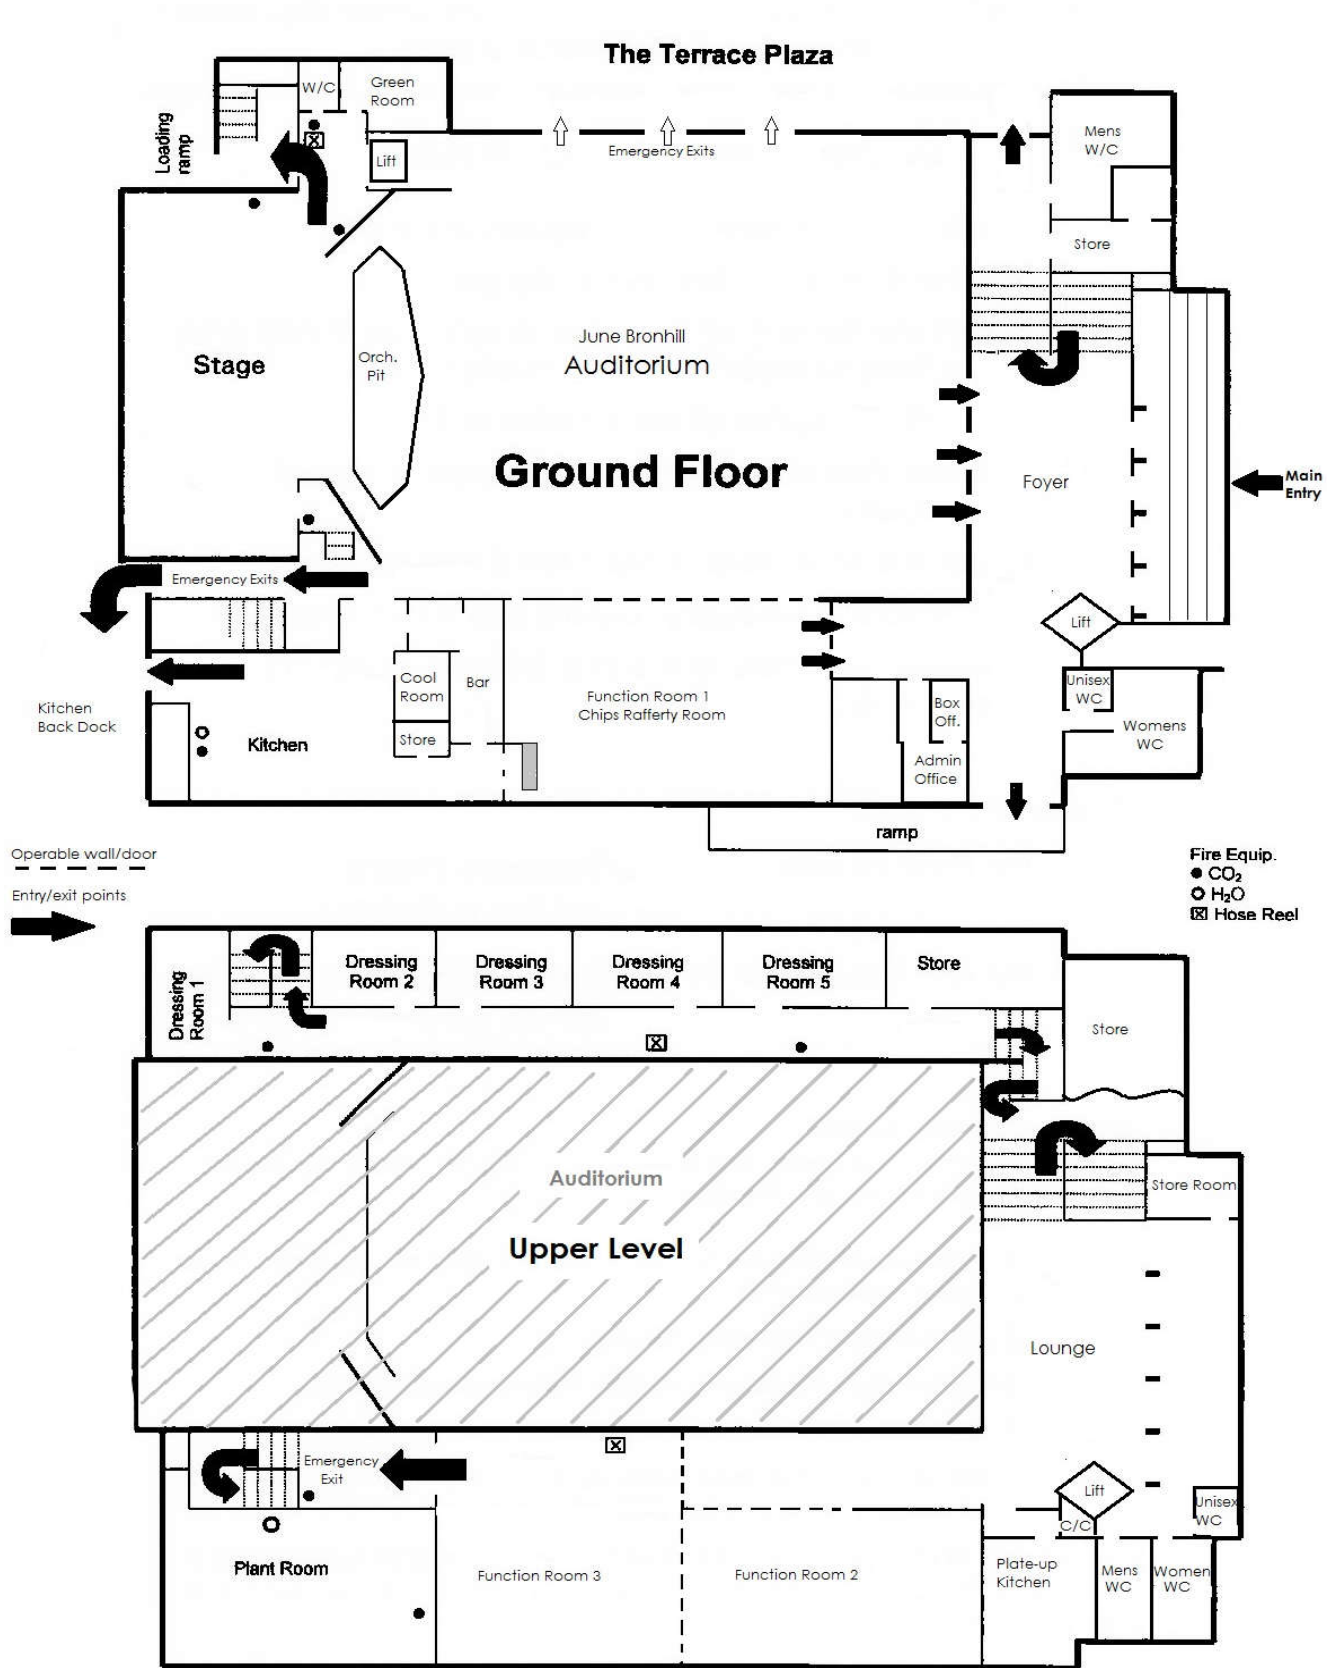 The Terrace Plaza
W/C
Green
Room
Loading
ramp
Lift
Emergency Exits
Mens
W/C
Store
Stage
Orch.
Pit
June Bronhill
Auditorium
Ground Floor
Foyer
Main
Entry
Emergency Exits
Lift
Kitchen
Back Dock
Kitchen
Cool
Room
Store
Bar
Function Room 1
Chips Rafferty Room
Box
Off.
Admin
Office
Unisex
WC
Womens
WC
ramp
Operable wall/door
Entry/exit points
Fire Equip.
CO₂
H₂O
Hose Reel
Dressing
Room 1
Dressing
Room 2
Dressing
Room 3
Dressing
Room 4
Dressing
Room 5
Store
Store
Auditorium
Upper Level
Store Room
Lounge
Emergency
Exit
Lift
C/C
Unisex
WC
Plant Room
Function Room 3
Function Room 2
Plate-up
Kitchen
Mens
WC
Women
WC